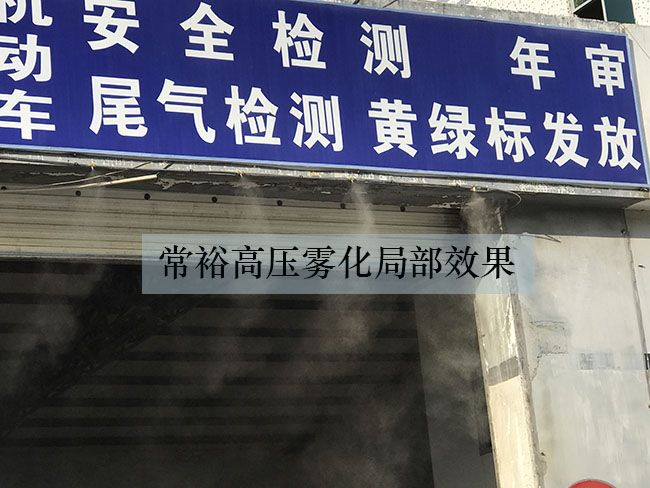 机动车
安全检测 年审
尾气检测 黄绿标发放
常裕高压雾化局部效果